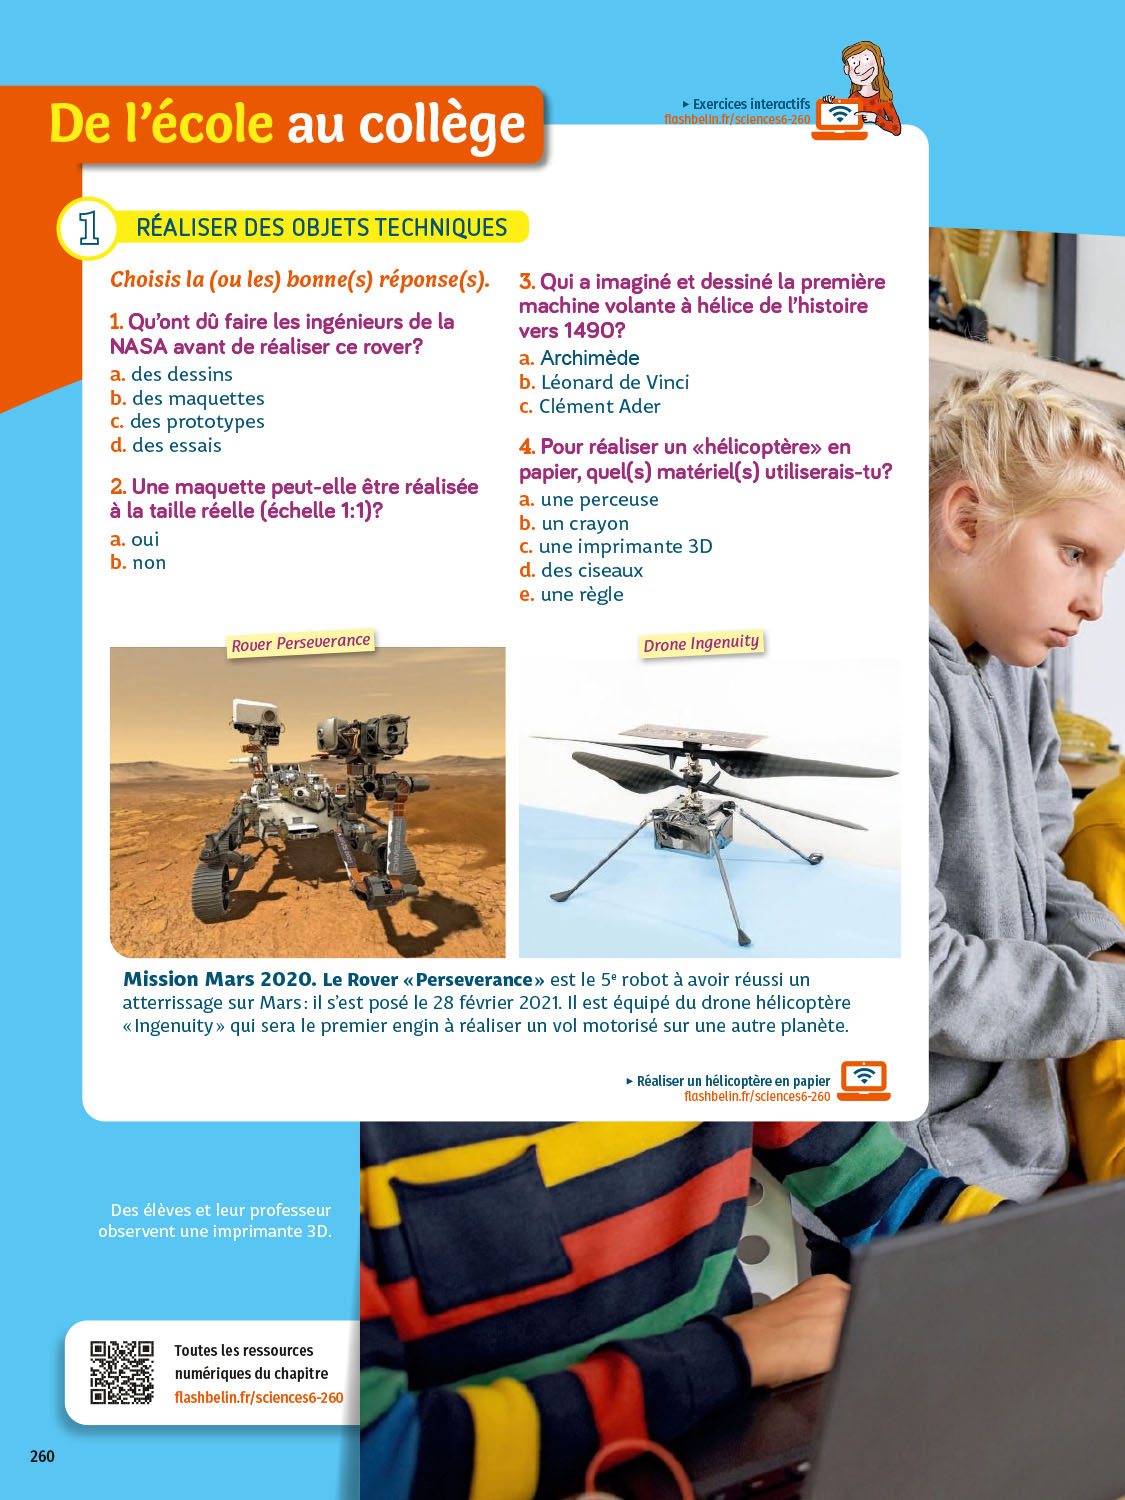 De l'école au collège
▸ Exercices interactifs
flashbelin.fr/sciences6-260
1 RÉALISER DES OBJETS TECHNIQUES
Choisis la (ou les) bonne(s) réponse(s).
1. Qu'ont dû faire les ingénieurs de la
NASA avant de réaliser ce rover?
a. des dessins
b. des maquettes
c. des prototypes
d. des essais
2. Une maquette peut-elle être réalisée
à la taille réelle (échelle 1:1)?
a. oui
b. non
3. Qui a imaginé et dessiné la première
machine volante à hélice de l'histoire
vers 1490?
a. Archimède
b. Léonard de Vinci
c. Clément Ader
4. Pour réaliser un «hélicoptère» en
papier, quel(s) matériel(s) utiliserais-tu?
a. une perceuse
b. un crayon
c. une imprimante 3D
d. des ciseaux
e. une règle
Rover Perseverance
Drone Ingenuity
Mission Mars 2020. Le Rover «Perseverance» est le 5e robot à avoir réussi un
atterrissage sur Mars: il s'est posé le 28 février 2021. Il est équipé du drone hélicoptère
«Ingenuity» qui sera le premier engin à réaliser un vol motorisé sur une autre planète.
▸ Réaliser un hélicoptère en papier
flashbelin.fr/sciences6-260
Des élèves et leur professeur
observent une imprimante 3D.
Toutes les ressources
numériques du chapitre
flashbelin.fr/sciences6-260
260